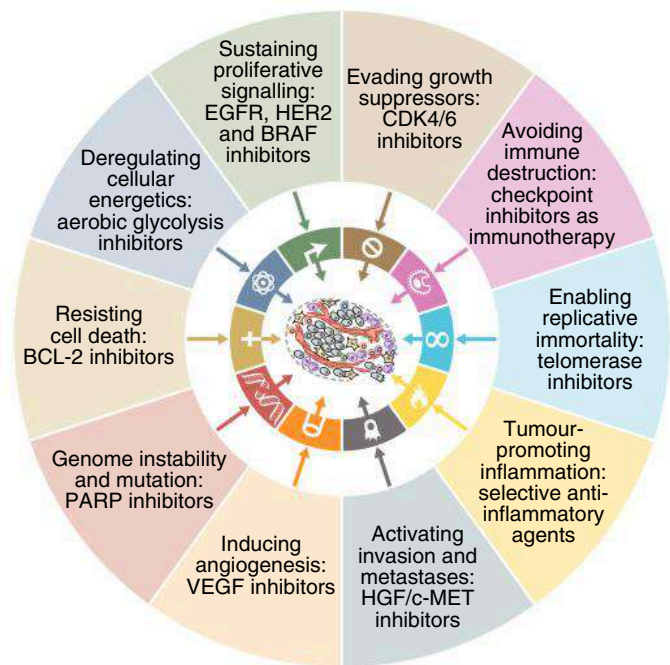 Sustaining
proliferative
signalling:
EGFR, HER2
and BRAF
inhibitors
Evading growth
suppressors:
CDK4/6
inhibitors
Avoiding
immune
destruction:
checkpoint
inhibitors as
immunotherapy
Enabling
replicative
immortality:
telomerase
inhibitors
Tumour-
promoting
inflammation:
selective anti-
inflammatory
agents
Activating
invasion and
metastases:
HGF/c-MET
inhibitors
Inducing
angiogenesis:
VEGF inhibitors
Genome instability
and mutation:
PARP inhibitors
Resisting
cell death:
BCL-2 inhibitors
Deregulating
cellular
energetics:
aerobic glycolysis
inhibitors